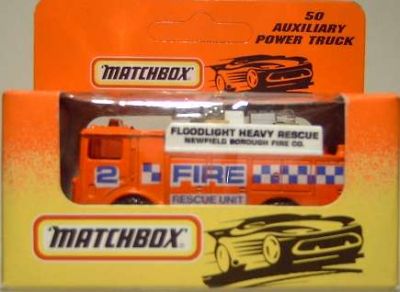 50
AUXILIARY
POWER TRUCK
MATCHBOX
FLOODLIGHT HEAVY RESCUE
NEWFIELD BOROUGH FIRE CO.
2 FIRE
RESCUE UNIT
MATCHBOX